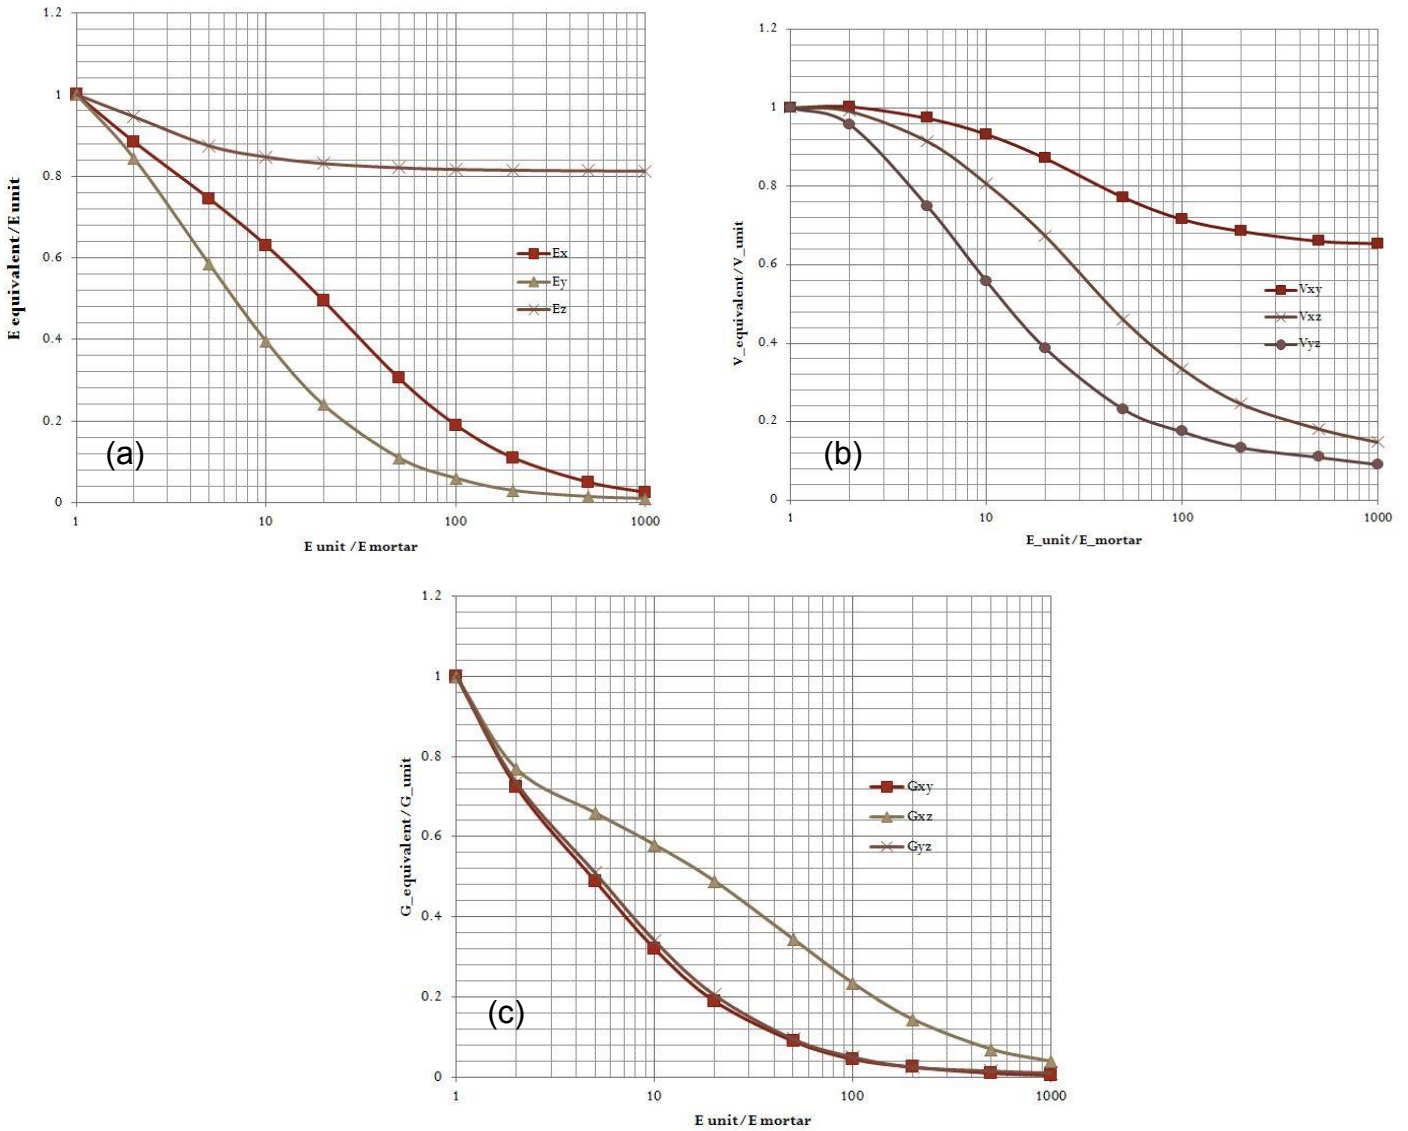 1.2
1
0.8
0.6
0.4
0.2
0
1
10
100
1000
E equivalent/E unit
E unit /E mortar
Ex
Ey
Ez
(a)
1.2
1
0.8
0.6
0.4
0.2
0
1
10
100
1000
V_equivalent/V_unit
E_unit/E_mortar
Vxy
Vxz
Vyz
(b)
1.2
1
0.8
0.6
0.4
0.2
0
1
10
100
1000
G_equivalent/G_unit
E unit/E mortar
Gxy
Gxz
Gyz
(c)